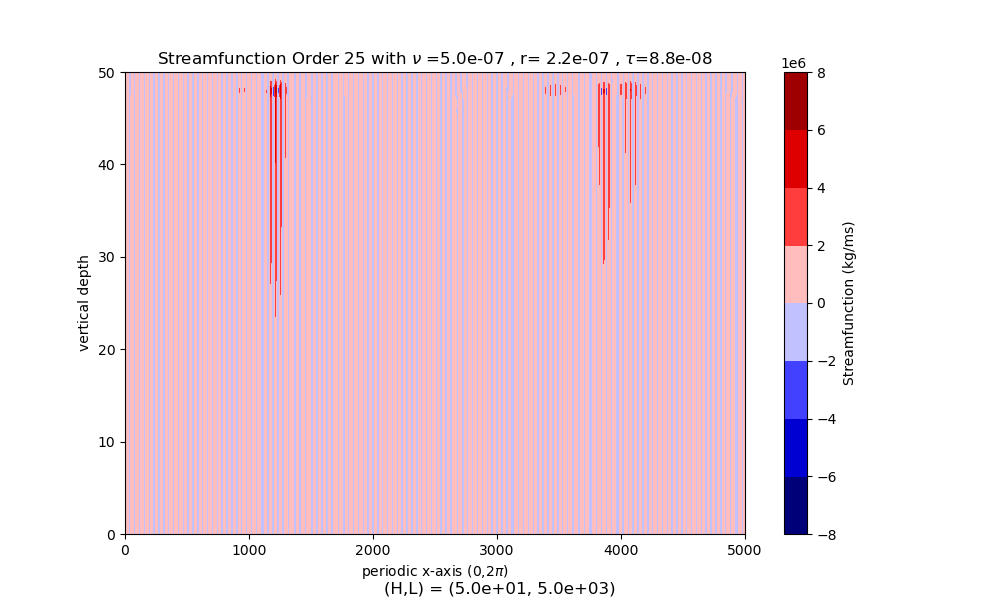 Streamfunction Order 25 with ν =5.0e-07 , r= 2.2e-07 , τ=8.8e-08
1e6
50
40
30
20
10
0
vertical depth
0 1000 2000 3000 4000 5000
periodic x-axis (0,2π)
(H,L) = (5.0e+01, 5.0e+03)
8
6
4
2
0
−2
−4
−6
−8
Streamfunction (kg/ms)